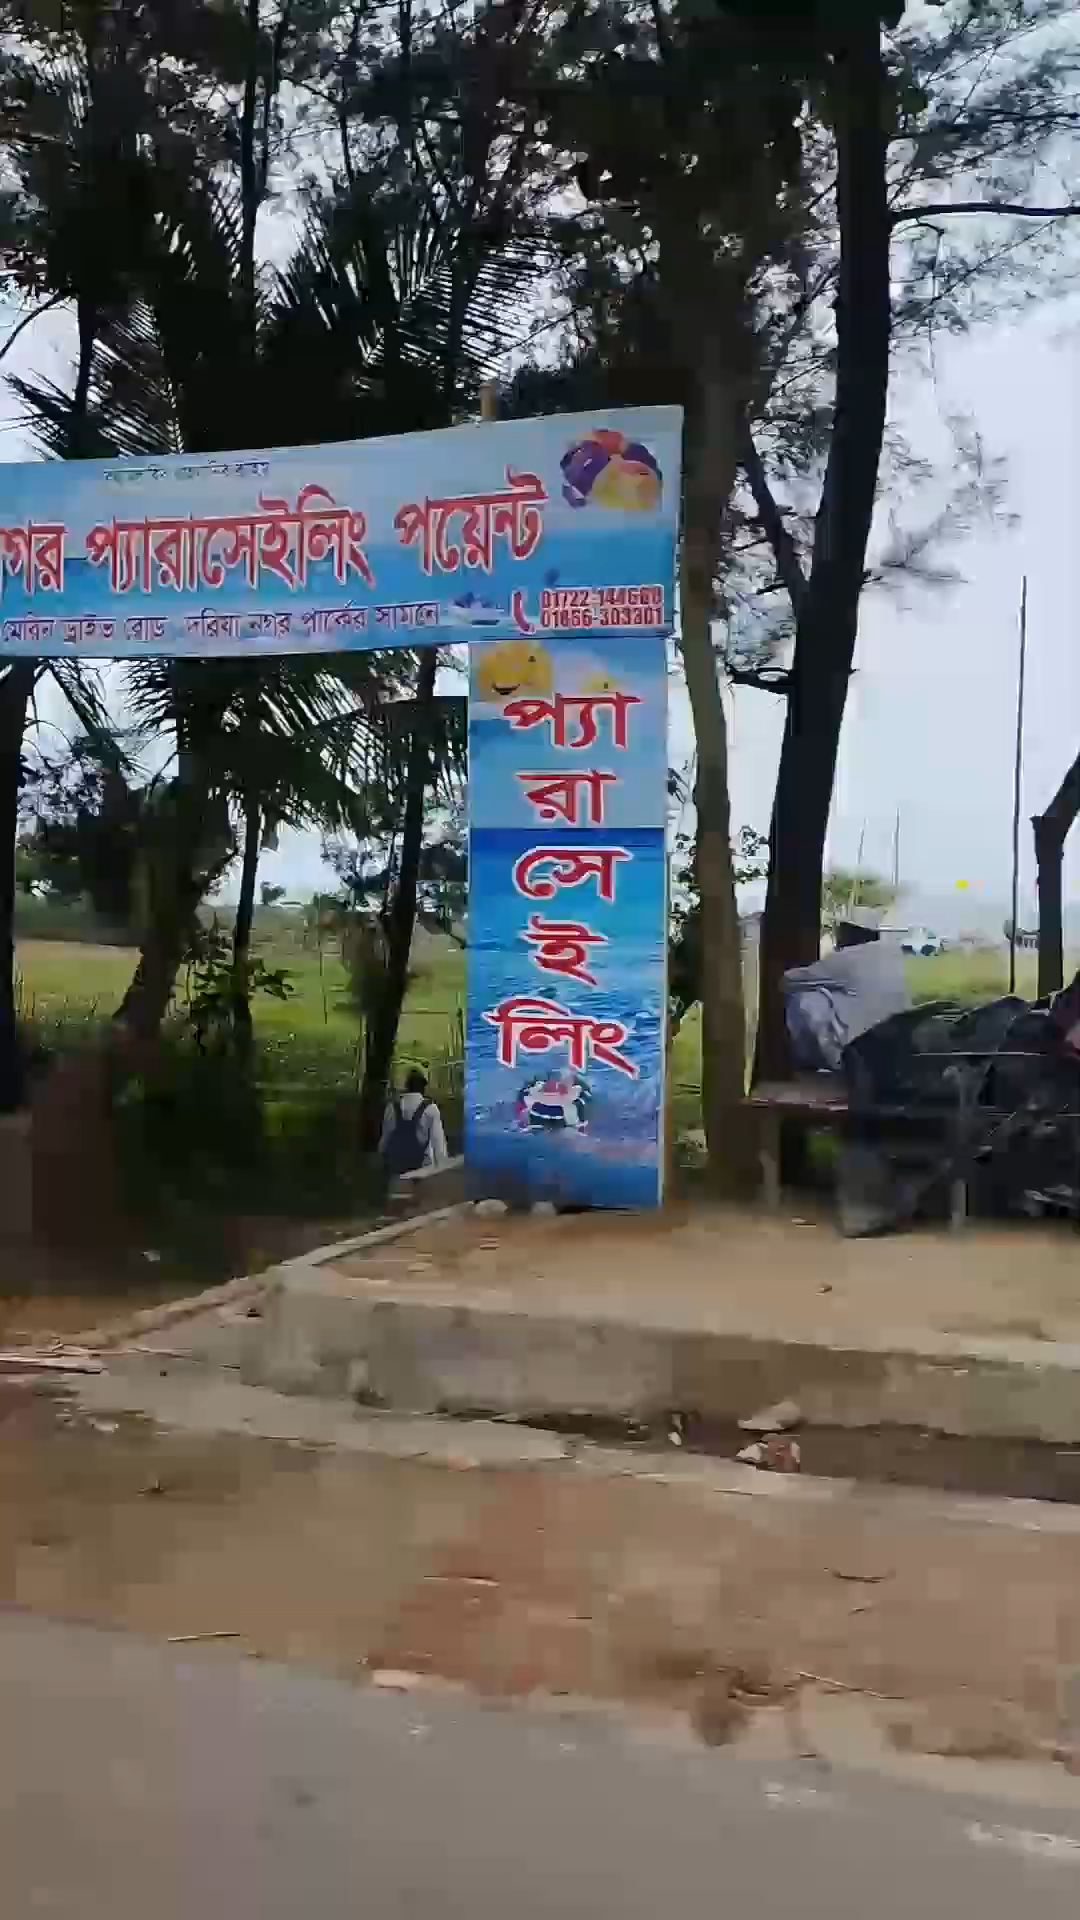 গর প্যারাসেইলিং পয়েন্ট
মেরিন ড্রাইভ রোড দরিয়া নগর পার্কের সামনে
01722-144660
01866-303301
প্যা
রা
সে
ই
লিং